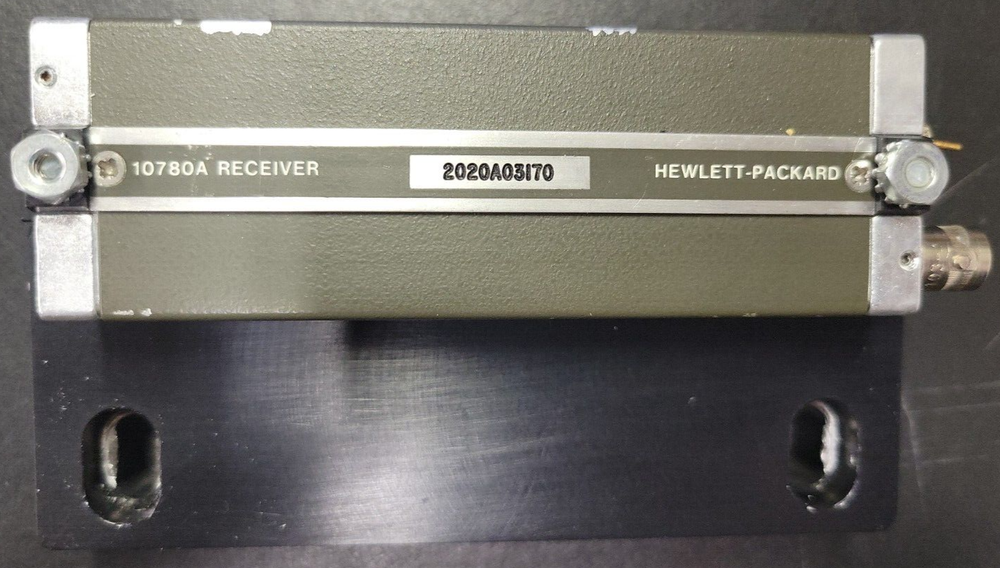 10780A RECEIVER
2020A03170
HEWLETT-PACKARD